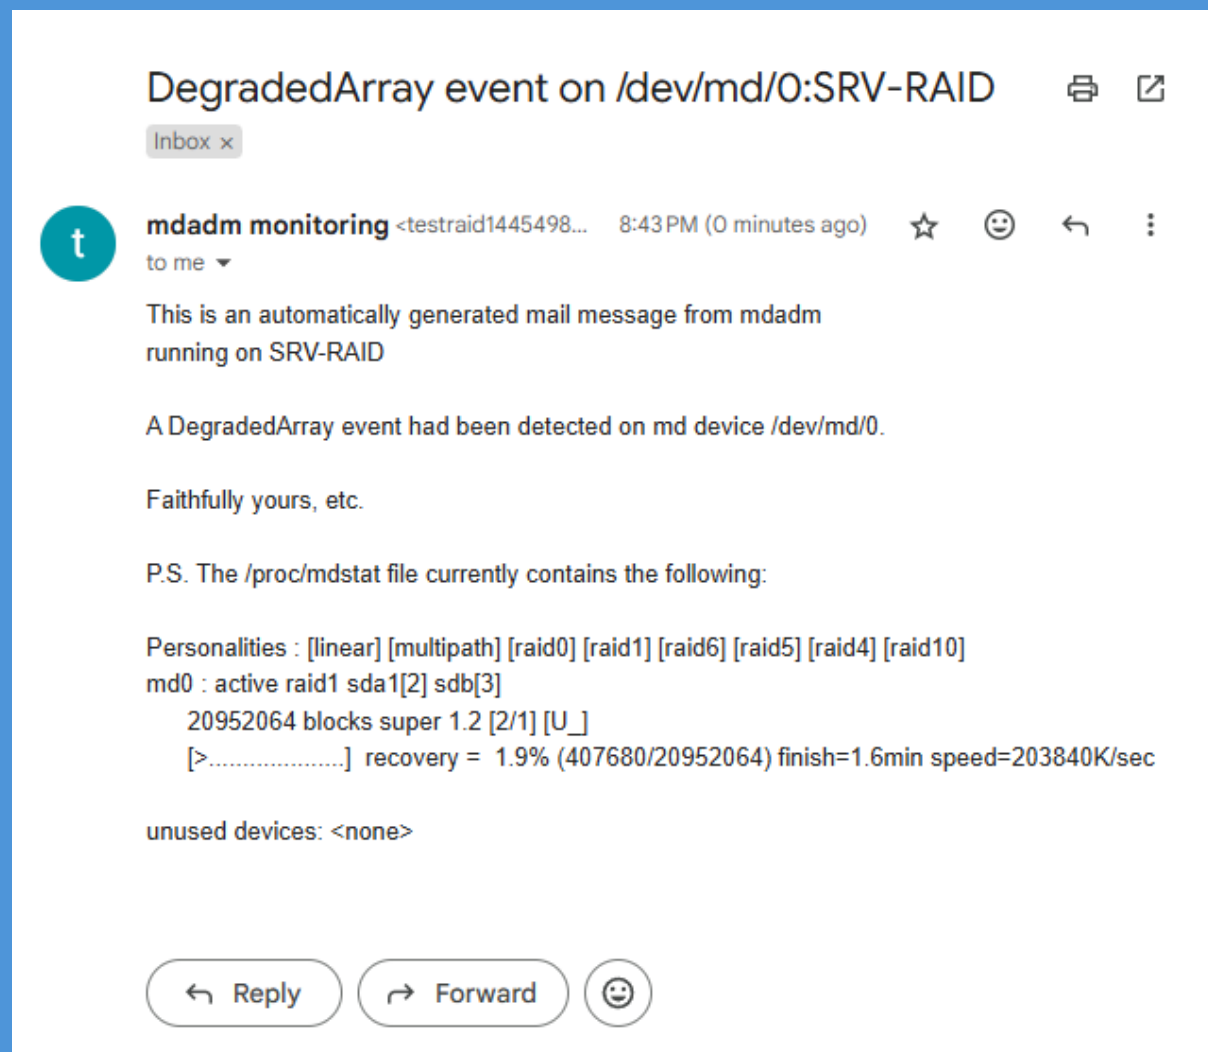 DegradedArray event on /dev/md/0:SRV-RAID
Inbox ×
t
mdadm monitoring <testraid1445498... 8:43 PM (0 minutes ago)
to me
This is an automatically generated mail message from mdadm
running on SRV-RAID
A DegradedArray event had been detected on md device /dev/md/0.
Faithfully yours, etc.
P.S. The /proc/mdstat file currently contains the following:
Personalities : [linear] [multipath] [raid0] [raid1] [raid6] [raid5] [raid4] [raid10]
md0 : active raid1 sda1[2] sdb[3]
20952064 blocks super 1.2 [2/1] [U_]
[>....................] recovery = 1.9% (407680/20952064) finish=1.6min speed=203840K/sec
unused devices: <none>
Reply Forward